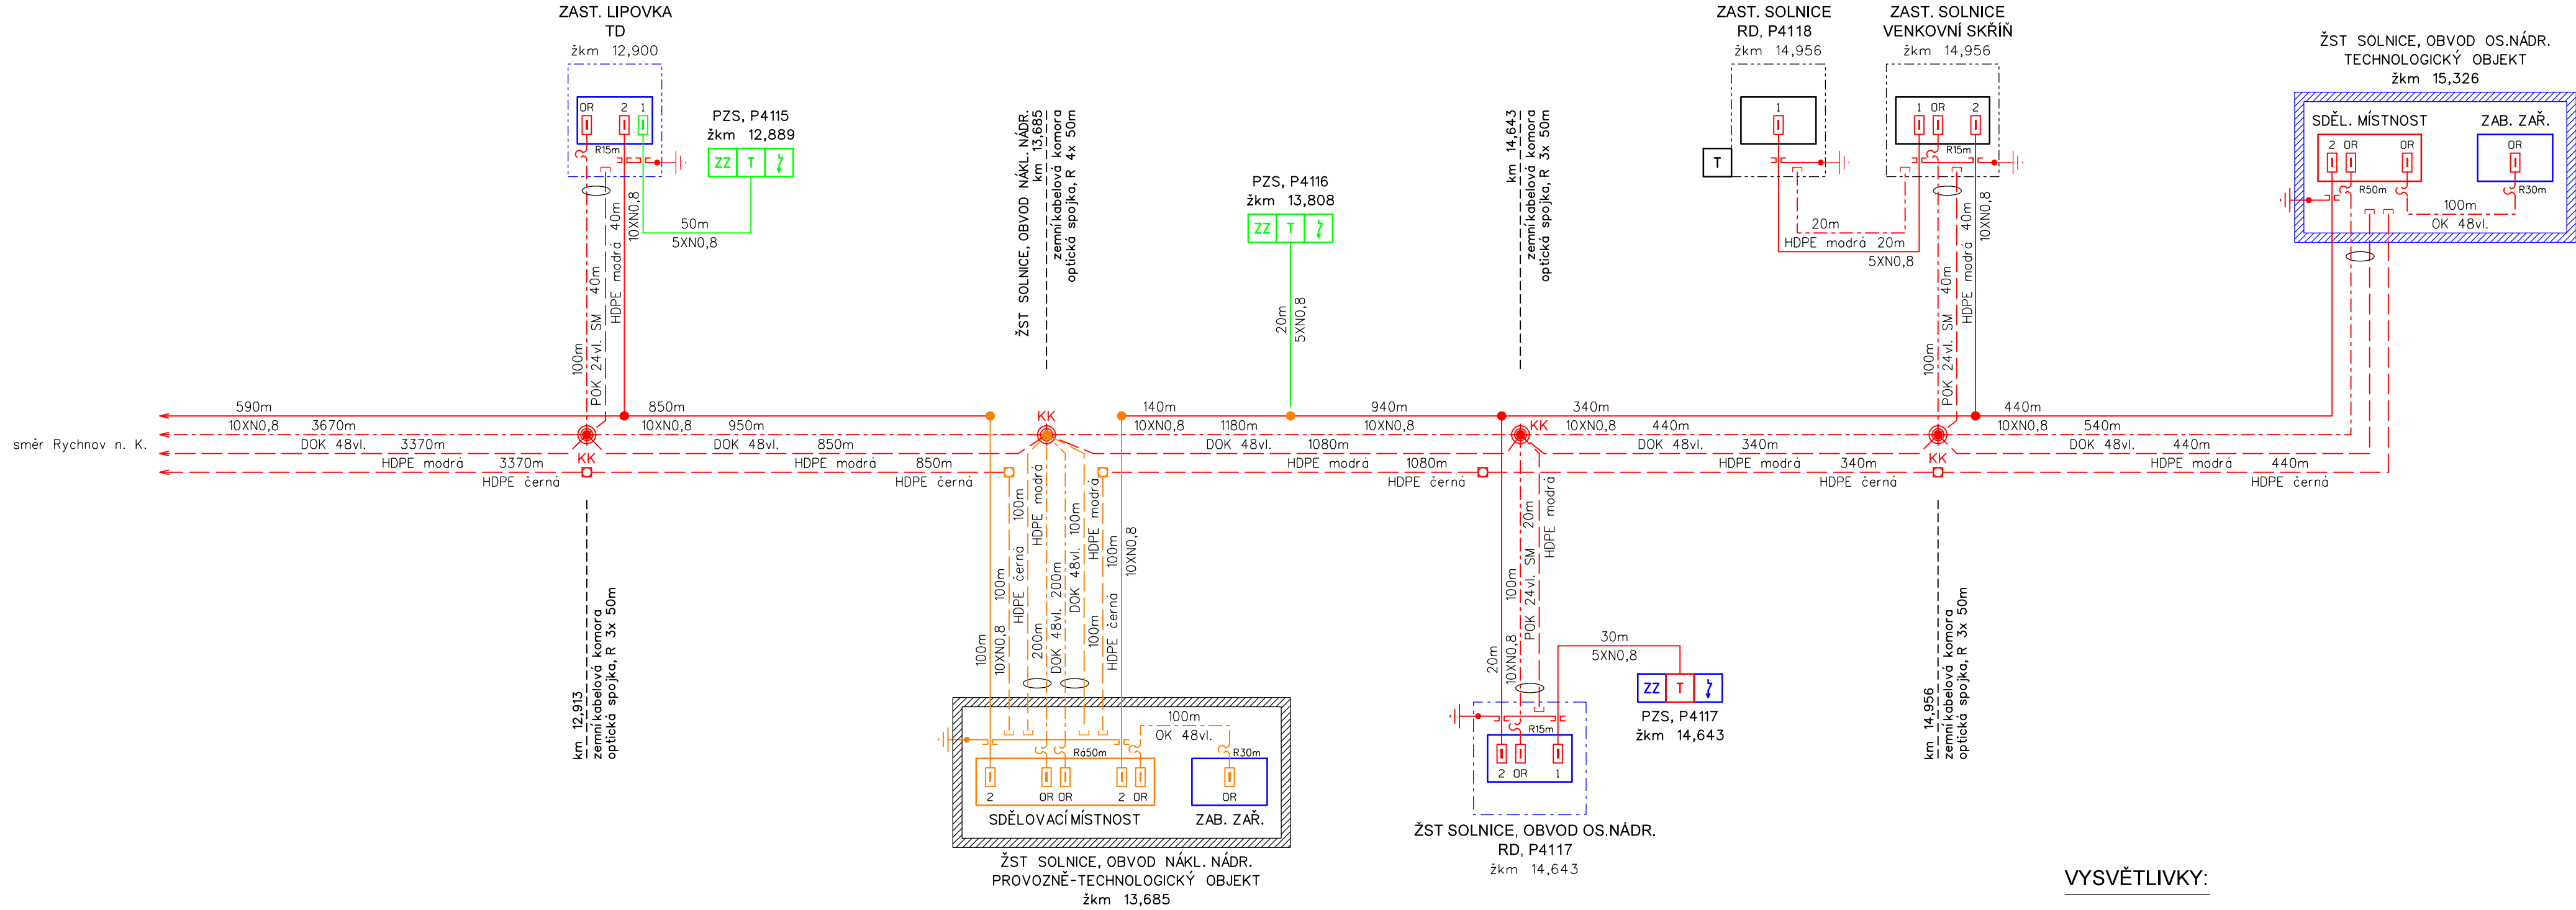 ZAST. LIPOVKA
TD
žkm 12,900
OR 2 1
R15m
PZS, P4115
žkm 12,889
ZZ T
50m
5XN0,8
10XN0,8
HDPE modrá 40m
POK 24vl. SM 40m
100m
ŽST SOLNICE, OBVOD NÁKL. NÁDR.
km 13,685
zemní kabelová komora
optická spojka, R 4x 50m
PZS, P4116
žkm 13,808
ZZ T
20m
5XN0,8
km 14,643
zemní kabelová komora
optická spojka, R 3x 50m
ZAST. SOLNICE
RD, P4118
žkm 14,956
1
T
20m
HDPE modrá 20m
5XN0,8
ZAST. SOLNICE
VENKOVNÍ SKŘÍŇ
žkm 14,956
1 OR 2
R15m
10XN0,8
HDPE modrá 40m
POK 24vl. SM 40m
100m
ŽST SOLNICE, OBVOD OS.NÁDR.
TECHNOLOGICKÝ OBJEKT
žkm 15,326
SDĚL. MÍSTNOST
ZAB. ZAŘ.
2 OR OR
OR
R50m
R30m
100m
OK 48vl.
590m 850m 140m 940m 340m 440m
10XN0,8 3670m 10XN0,8 950m KK 10XN0,8 1180m 10XN0,8 KK 10XN0,8 440m 10XN0,8 540m
směr Rychnov n. K.
DOK 48vl. 3370m DOK 48vl. 850m DOK 48vl. 1080m DOK 48vl. 340m DOK 48vl. 440m
KK HDPE modrá 3370m HDPE modrá 850m HDPE modrá 1080m HDPE modrá 340m KK HDPE modrá 440m
HDPE černá HDPE černá HDPE černá HDPE černá HDPE černá
km 12,913
zemní kabelová komora
optická spojka, R 3x 50m
100m
10XN0,8 100m
HDPE černá 100m
HDPE modrá
200m
DOK 48vl. 200m
DOK 48vl. 100m
HDPE modrá
100m
HDPE černá 100m
10XN0,8
100m
OK 48vl.
Rá50m
R30m
2 OR OR 2 OR
OR
SDĚLOVACÍ MÍSTNOST
ZAB. ZAŘ.
ŽST SOLNICE, OBVOD NÁKL. NÁDR.
PROVOZNĚ-TECHNOLOGICKÝ OBJEKT
žkm 13,685
20m
10XN0,8 100m
POK 24vl. SM 20m
HDPE modrá
30m
5XN0,8
ZZ T
PZS, P4117
žkm 14,643
R15m
2 OR 1
ŽST SOLNICE, OBVOD OS.NÁDR.
RD, P4117
žkm 14,643
km 14,956
zemní kabelová komora
optická spojka, R 3x 50m
VYSVĚTLIVKY: